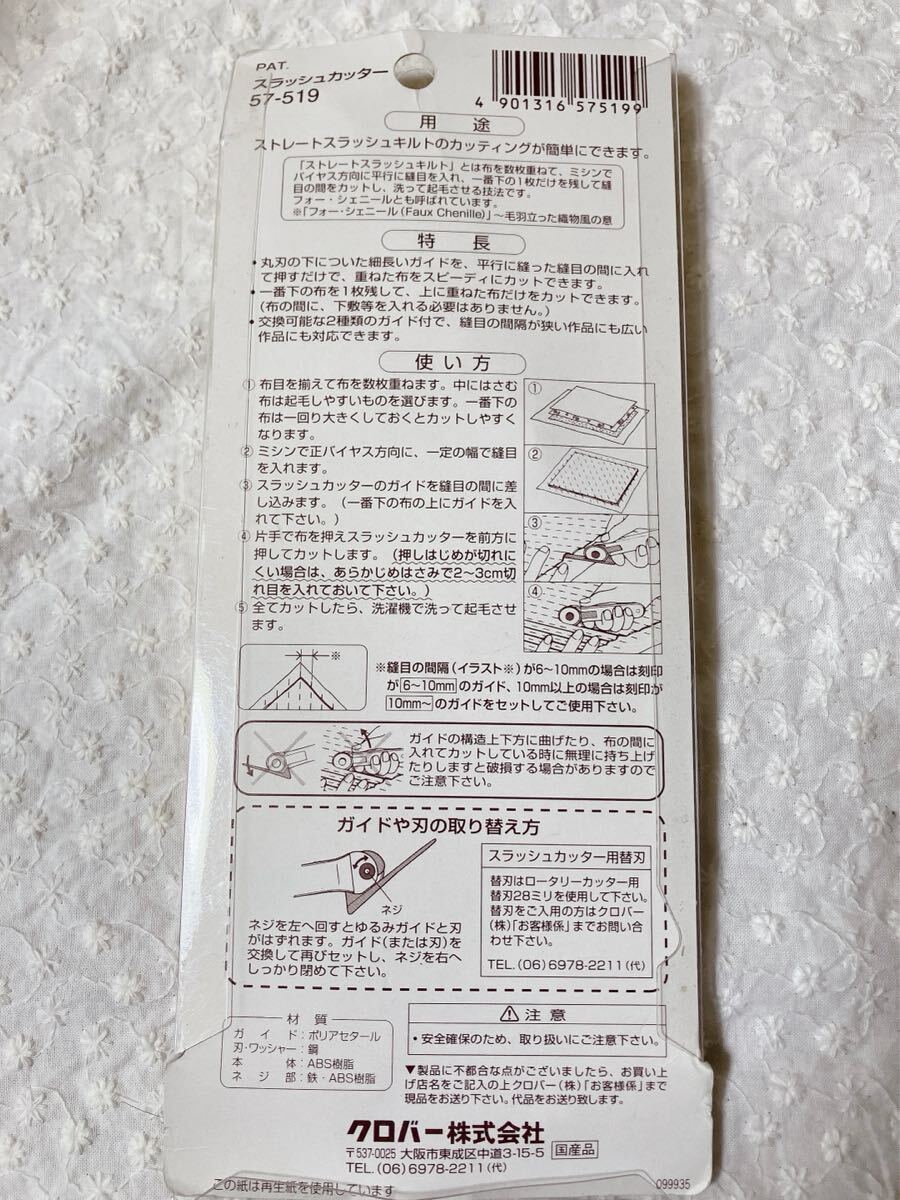 PAT.
スラッシュカッター
57-519
4 901316 575199
用途
ストレートスラッシュキルトのカッティングが簡単にできます。
「ストレートスラッシュキルト」とは布を数枚重ねて、ミシンで
バイヤス方向に平行に縫目を入れ、一番下の1枚だけを残して縫
目の間をカットし、洗って起毛させる技法です。
フォー・シェニールとも呼ばれています。
※「フォー・シェニール(Faux Chenille)」～毛羽立った織物風の意
特長
・丸刃の下についた細長いガイドを、平行に縫った縫目の間に入れ
て押すだけで、重ねた布をスピーディにカットできます。
・一番下の布を1枚残して、上に重ねた布だけをカットできます。
(布の間に、下敷等を入れる必要はありません。)
・交換可能な2種類のガイド付で、縫目の間隔が狭い作品にも広い
作品にも対応できます。
使い方
① 布目を揃えて布を数枚重ねます。中にはさむ
布は起毛しやすいものを選びます。一番下の
布は一回り大きくしておくとカットしやすく
なります。
② ミシンで正バイヤス方向に、一定の幅で縫目
を入れます。
③ スラッシュカッターのガイドを縫目の間に差
し込みます。(一番下の布の上にガイドを入
れて下さい。)
④ 片手で布を押えスラッシュカッターを前方に
押してカットします。(押しはじめが切れに
くい場合は、あらかじめはさみで2～3cm切
れ目を入れておいて下さい。)
⑤ 全てカットしたら、洗濯機で洗って起毛させ
ます。
①
②
③
④
※
※縫目の間隔(イラスト※)が6～10mmの場合は刻印
が6～10mmのガイド、10mm以上の場合は刻印が
10mm～のガイドをセットしてご使用下さい。
ガイドの構造上下方に曲げたり、布の間に
入れてカットしている時に無理に持ち上げ
たりしますと破損する場合がありますので
ご注意下さい。
ガイドや刃の取り替え方
ネジ
ネジを左へ回すとゆるみガイドと刃
がはずれます。ガイド(または刃)を
交換して再びセットし、ネジを右へ
しっかり閉めて下さい。
スラッシュカッター用替刃
替刃はロータリーカッター用
替刃28ミリを使用して下さい。
替刃をご入用の方はクロバー
(株)「お客様係」までお問い合
わせ下さい。
TEL.(06)6978-2211(代)
材質
ガイド:ポリアセタール
刃・ワッシャー:鋼
本体:ABS樹脂
ネジ部:鉄・ABS樹脂
⚠ 注意
・安全確保のため、取り扱いにご注意下さい。
▼製品に不都合な点がございましたら、お買い上
げ店名をご記入の上クロバー(株)「お客様係」まで
現品をお送り下さい。代品をお送り致します。
クロバー株式会社
〒537-0025 大阪市東成区中道3-15-5 国産品
TEL.(06)6978-2211(代)
この紙は再生紙を使用しています
099935